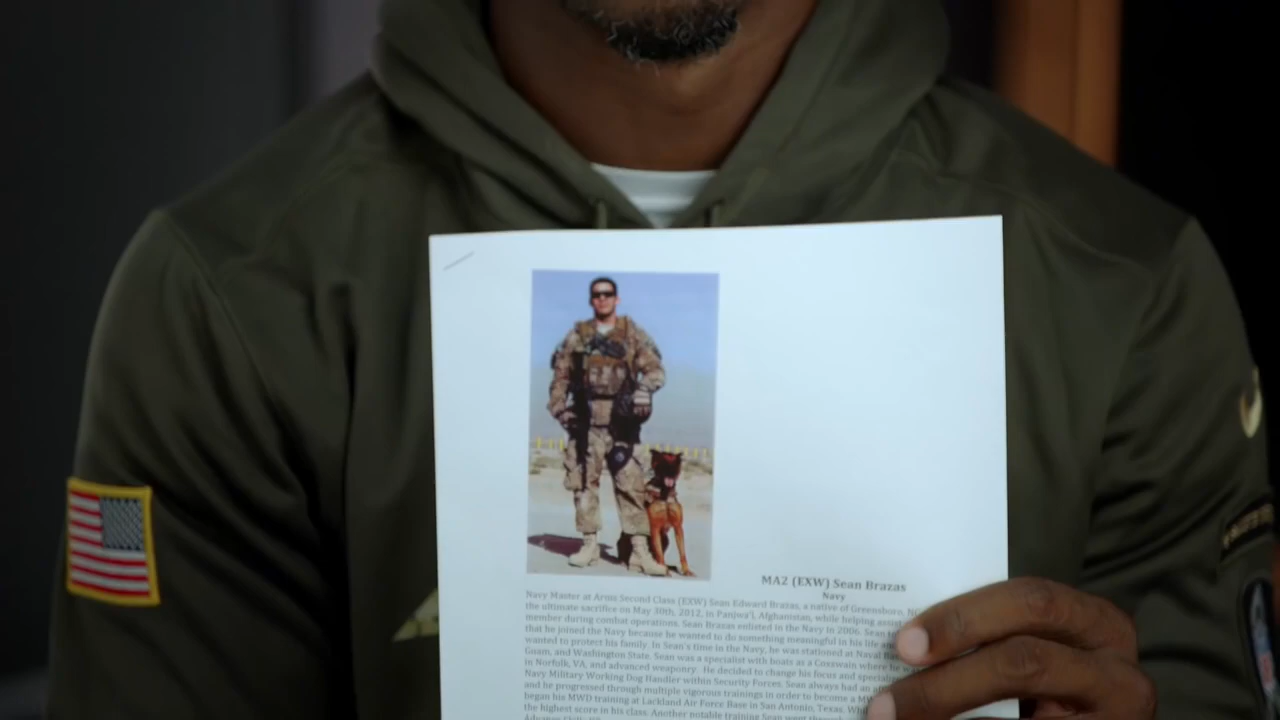 MA2 (EXW) Sean Brazas
Navy
Navy Master at Arms Second Class (EXW) Sean Edward Brazas, a native of Greensboro, NC
the ultimate sacrifice on May 30th, 2012, in Panjwa'l, Afghanistan, while helping assist
member during combat operations. Sean Brazas enlisted in the Navy in 2006. Sean
that he joined the Navy because he wanted to do something meaningful in his life and
wanted to protect his family. In Sean's time in the Navy, he was stationed at Naval
Guam, and Washington State. Sean was a specialist with boats as a Coxswain where he
in Norfolk, VA, and advanced weaponry. He decided to change his focus and
Navy Military Working Dog Handler within Security Forces. Sean always had an
and he progressed through multiple vigorous trainings in order to become a
began his MWD training at Lackland Air Force Base in San Antonio, Texas.
the highest score in his class. Another notable training Sean went through